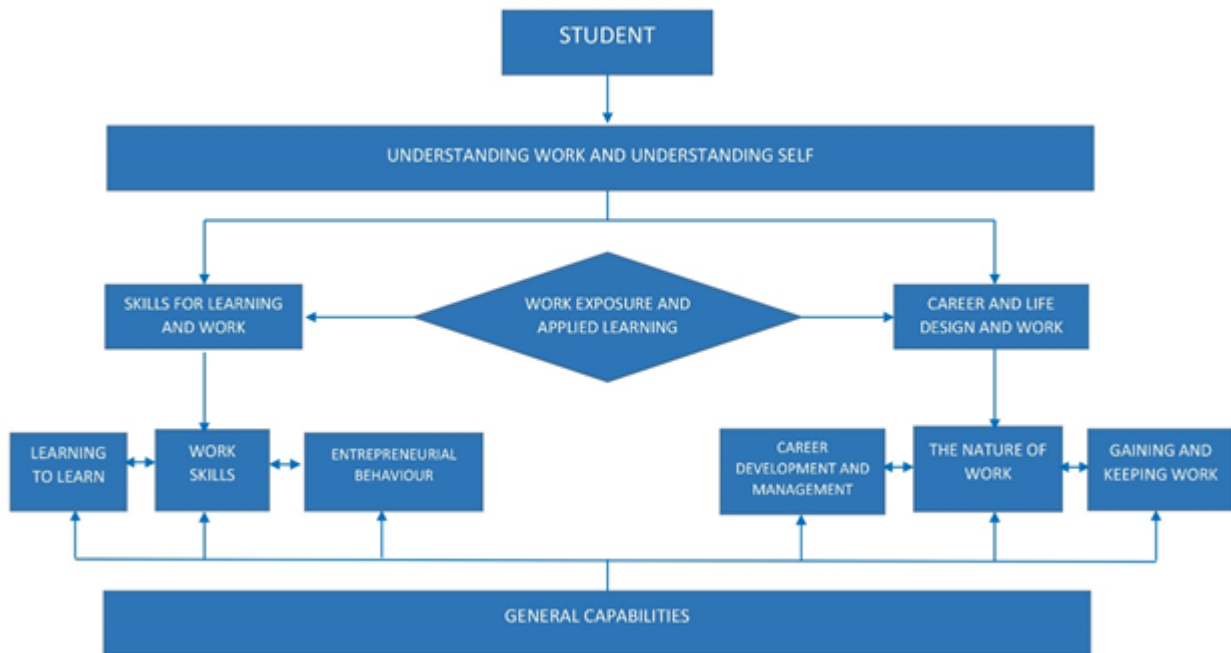 STUDENT
UNDERSTANDING WORK AND UNDERSTANDING SELF
SKILLS FOR LEARNING
AND WORK
WORK EXPOSURE AND
APPLIED LEARNING
CAREER AND LIFE
DESIGN AND WORK
LEARNING
TO LEARN
WORK
SKILLS
ENTREPRENEURIAL
BEHAVIOUR
CAREER
DEVELOPMENT AND
MANAGEMENT
THE NATURE OF
WORK
GAINING AND
KEEPING WORK
GENERAL CAPABILITIES